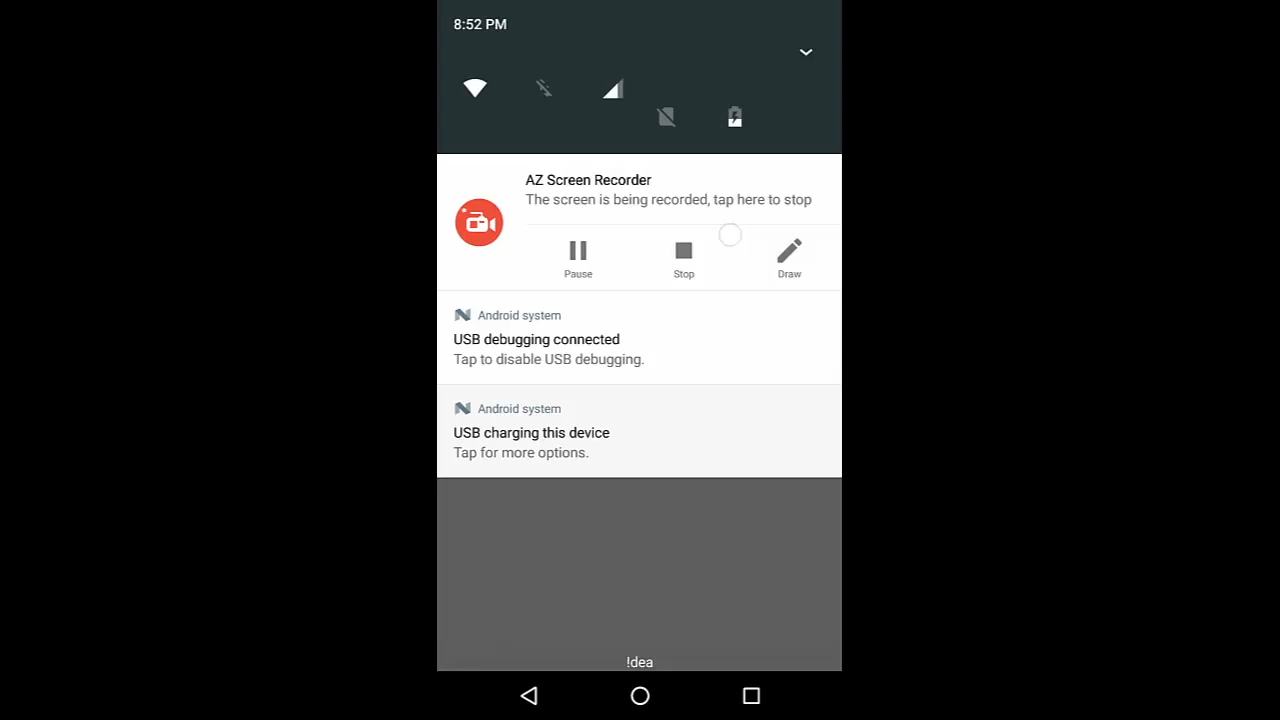 8:52 PM
AZ Screen Recorder
The screen is being recorded, tap here to stop
Pause
Stop
Draw
Android system
USB debugging connected
Tap to disable USB debugging.
Android system
USB charging this device
Tap for more options.
!dea